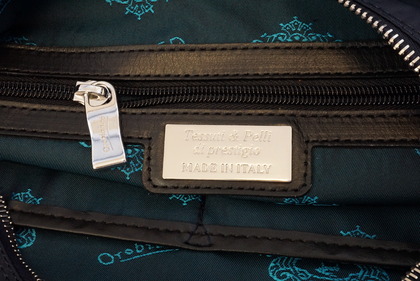 Tessuti & Pelli
di prestigio
MADE IN ITALY
Orobi